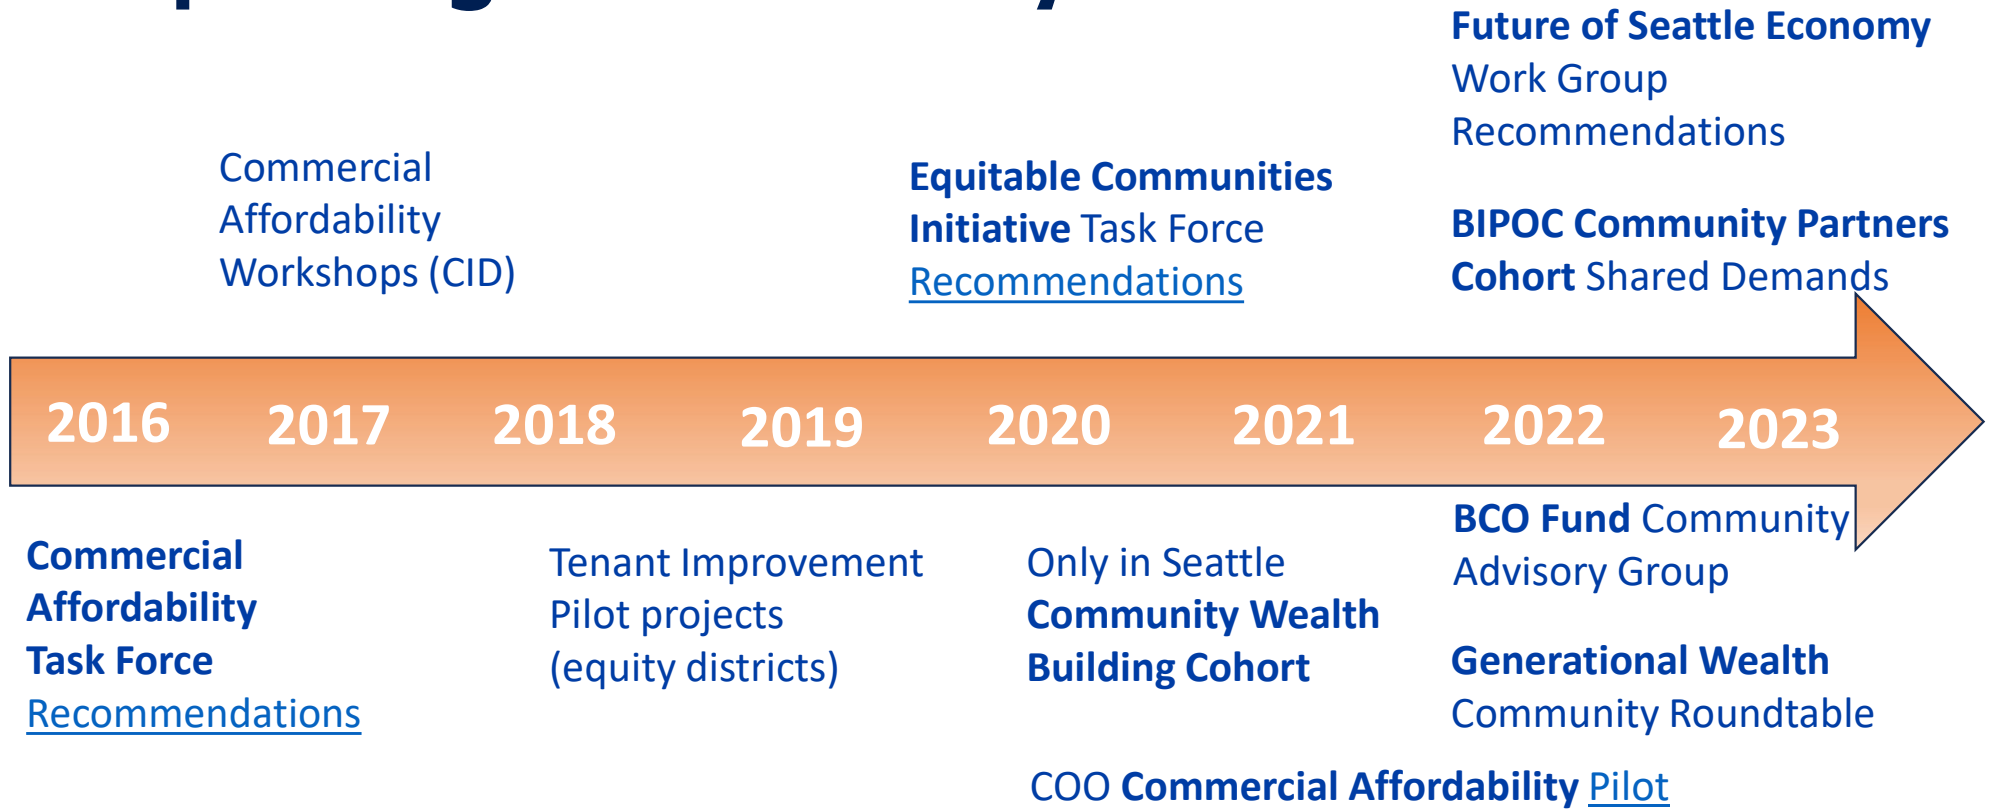 Future of Seattle Economy
Work Group
Recommendations
Commercial
Affordability
Workshops (CID)
Equitable Communities
Initiative Task Force
Recommendations
BIPOC Community Partners
Cohort Shared Demands
2016 2017 2018 2019 2020 2021 2022 2023
Commercial
Affordability
Task Force
Recommendations
Tenant Improvement
Pilot projects
(equity districts)
Only in Seattle
Community Wealth
Building Cohort
BCO Fund Community
Advisory Group
Generational Wealth
Community Roundtable
COO Commercial Affordability Pilot